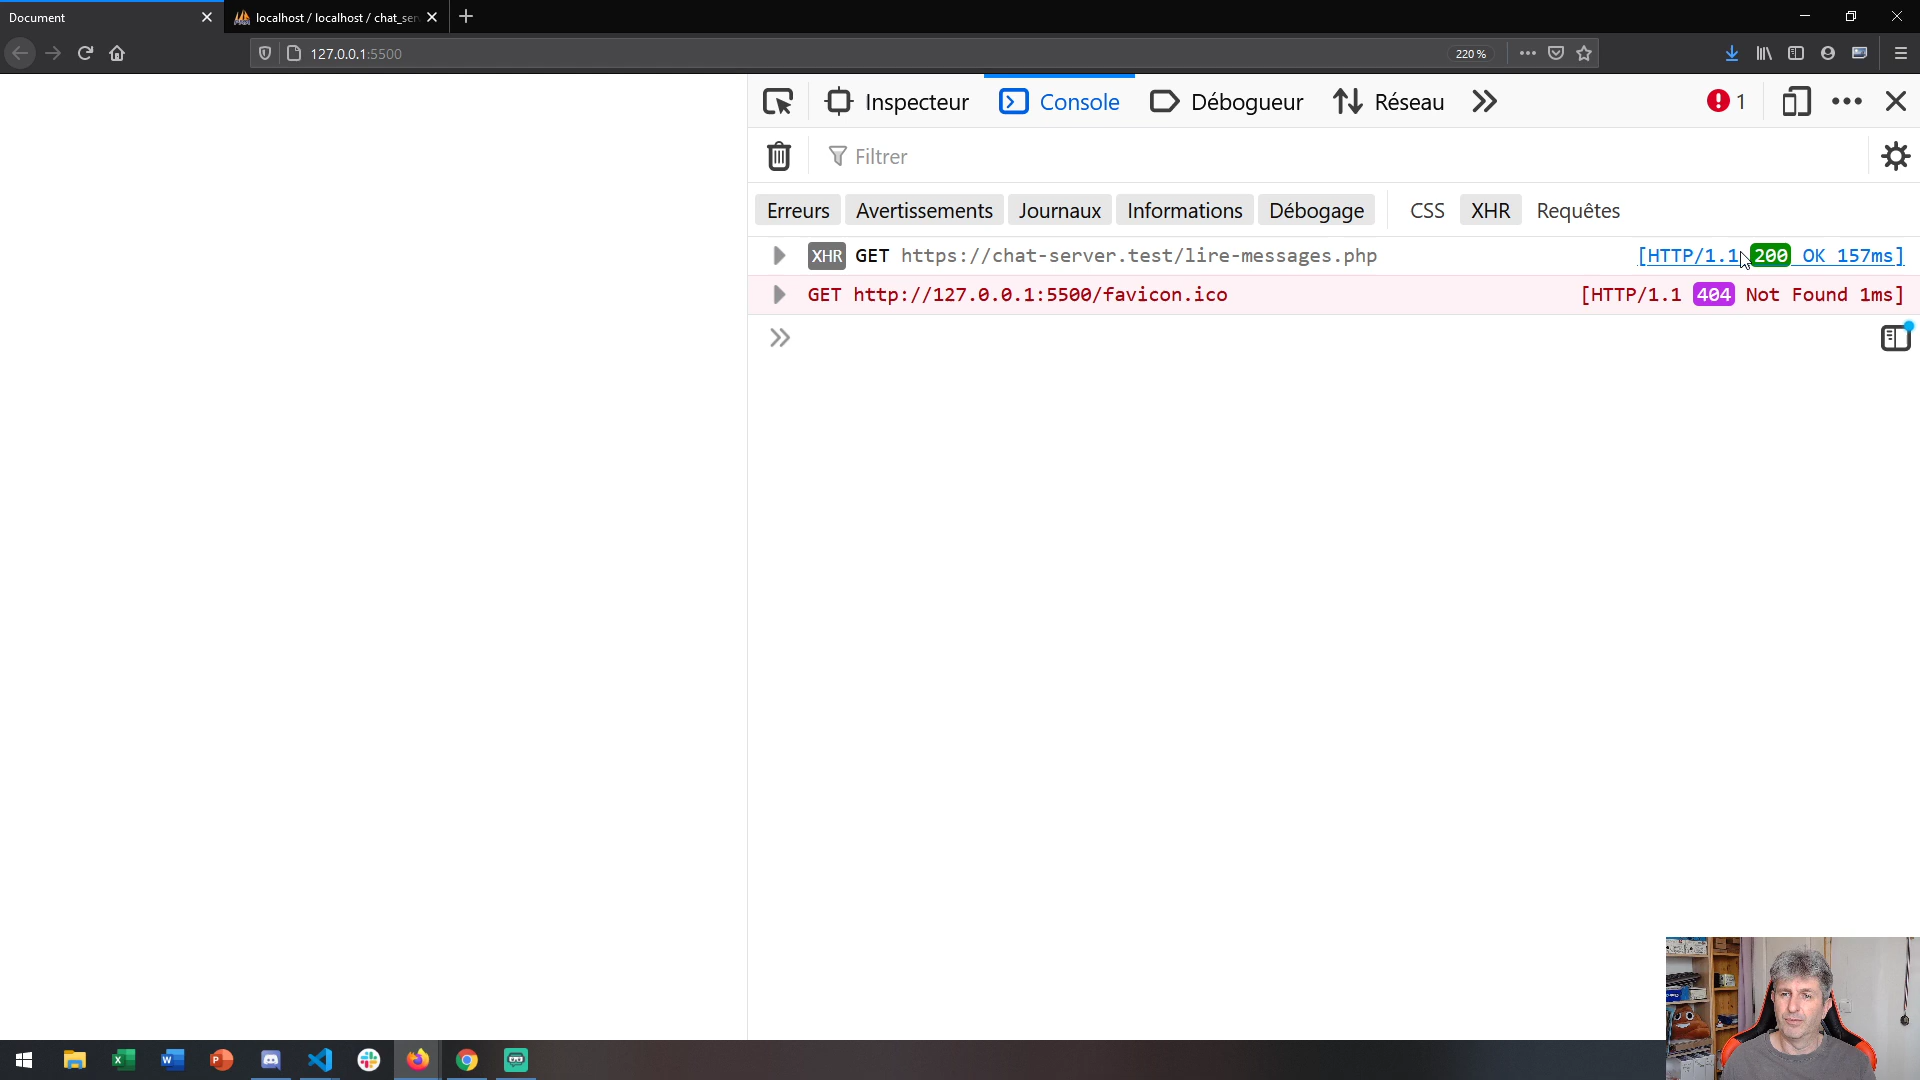 Document
localhost / localhost / chat_ser
127.0.0.1:5500
220 %
Inspecteur
Console
Débogueur
Réseau
1
Filtrer
Erreurs
Avertissements
Journaux
Informations
Débogage
CSS
XHR
Requêtes
XHR GET https://chat-server.test/lire-messages.php [HTTP/1.1 200 OK 157ms]
GET http://127.0.0.1:5500/favicon.ico [HTTP/1.1 404 Not Found 1ms]